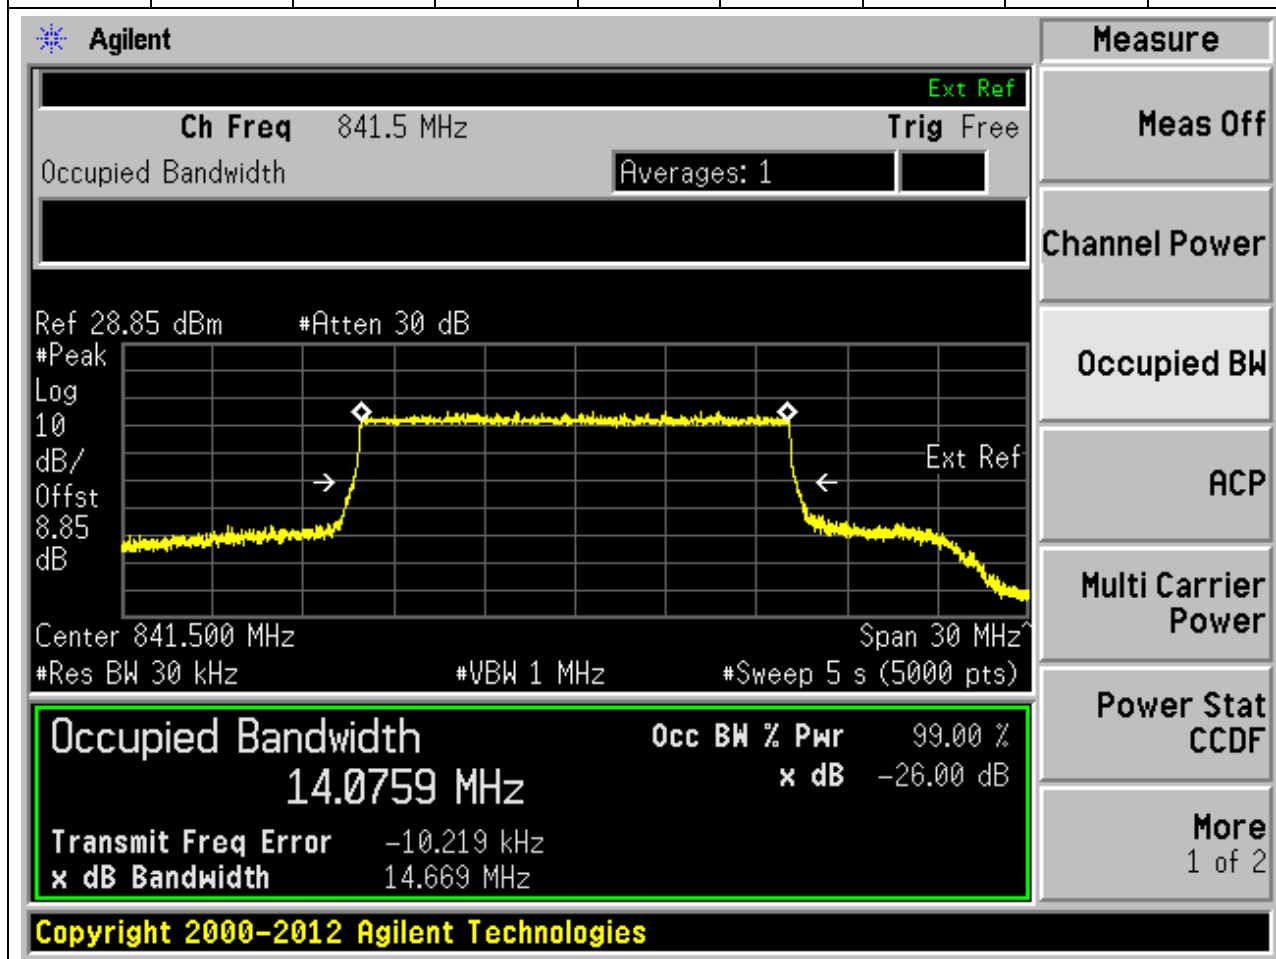 Agilent
Measure
Ext Ref
Ch Freq 841.5 MHz Trig Free
Occupied Bandwidth Averages: 1
Ref 28.85 dBm #Atten 30 dB
#Peak
Log
10
dB/
Offst
8.85
dB
Ext Ref
Center 841.500 MHz Span 30 MHz^
#Res BW 30 kHz #VBW 1 MHz #Sweep 5 s (5000 pts)
Occupied Bandwidth
14.0759 MHz
Occ BW % Pwr 99.00 %
x dB -26.00 dB
Transmit Freq Error -10.219 kHz
x dB Bandwidth 14.669 MHz
Copyright 2000-2012 Agilent Technologies
Meas Off
Channel Power
Occupied BW
ACP
Multi Carrier
Power
Power Stat
CCDF
More
1 of 2